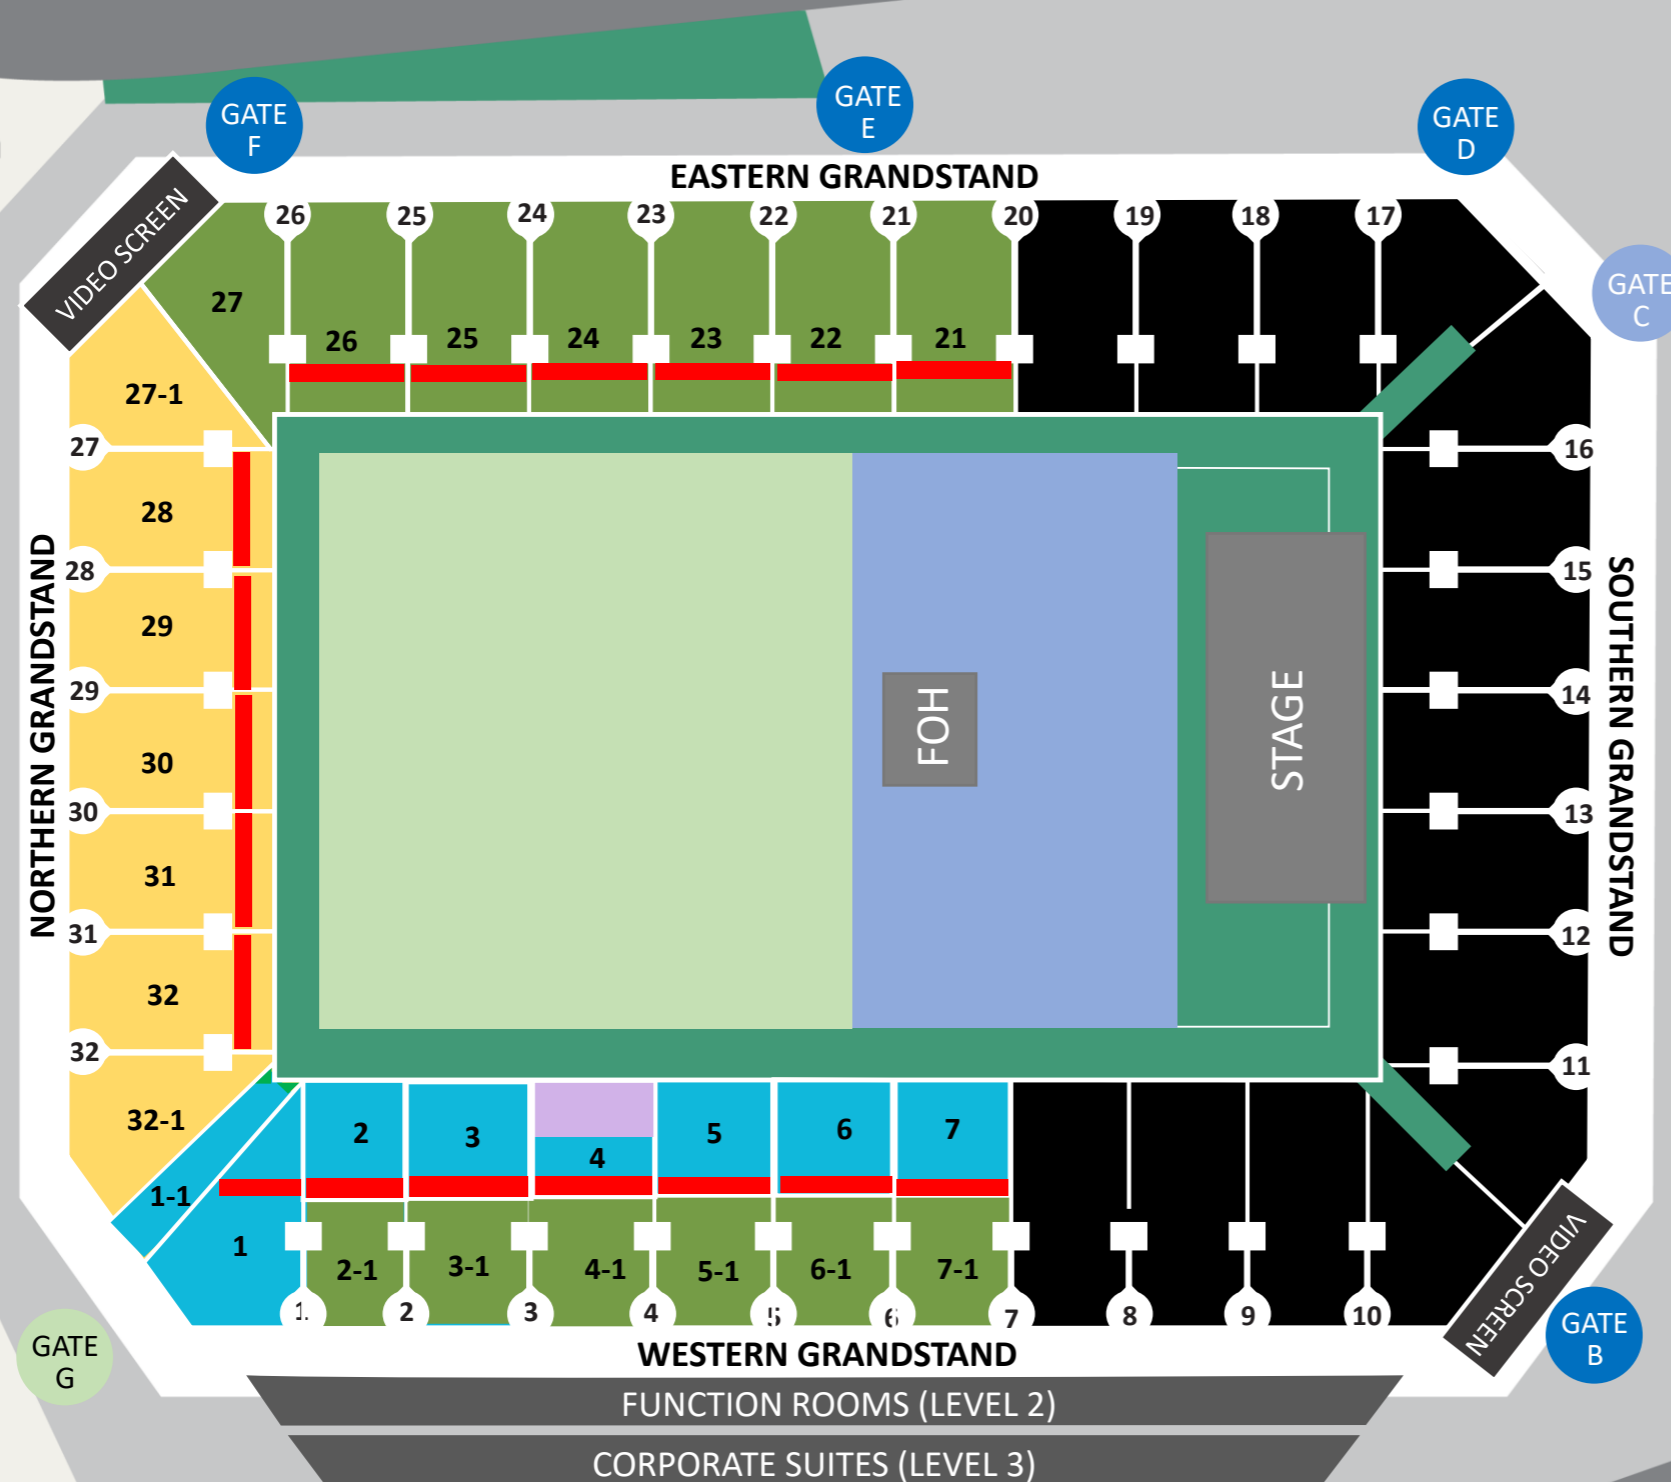 GATE
F
GATE
E
GATE
D
EASTERN GRANDSTAND
VIDEO SCREEN
26
25
24
23
22
21
20
19
18
17
GATE
C
27
26
25
24
23
22
21
27-1
27
28
28
29
29
30
30
31
31
32
32
32-1
NORTHERN GRANDSTAND
FOH
STAGE
16
15
14
13
12
11
SOUTHERN GRANDSTAND
2
3
4
5
6
7
1-1
1
2-1
3-1
4-1
5-1
6-1
7-1
1
2
3
4
5
6
7
8
9
10
VIDEO SCREEN
GATE
G
GATE
B
WESTERN GRANDSTAND
FUNCTION ROOMS (LEVEL 2)
CORPORATE SUITES (LEVEL 3)